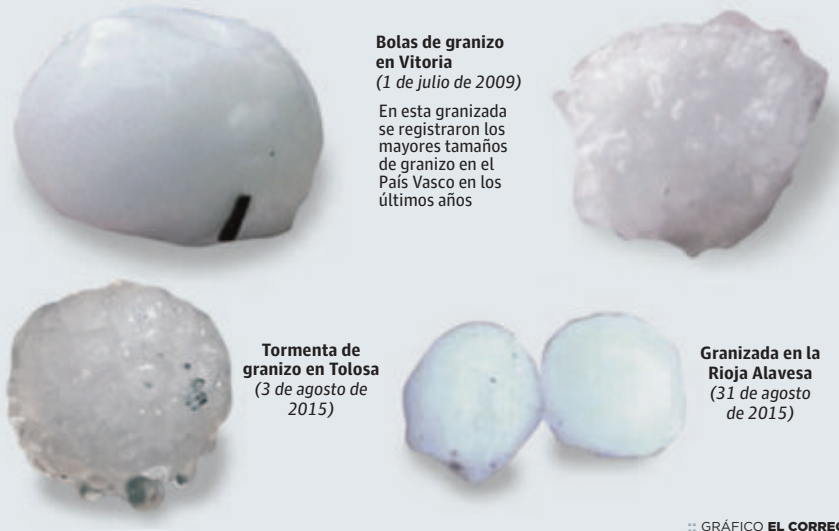 Bolas de granizo
en Vitoria
(1 de julio de 2009)
En esta granizada
se registraron los
mayores tamaños
de granizo en el
País Vasco en los
últimos años
Tormenta de
granizo en Tolosa
(3 de agosto de
2015)
Granizada en la
Rioja Alavesa
(31 de agosto
de 2015)
:: GRÁFICO EL CORREO